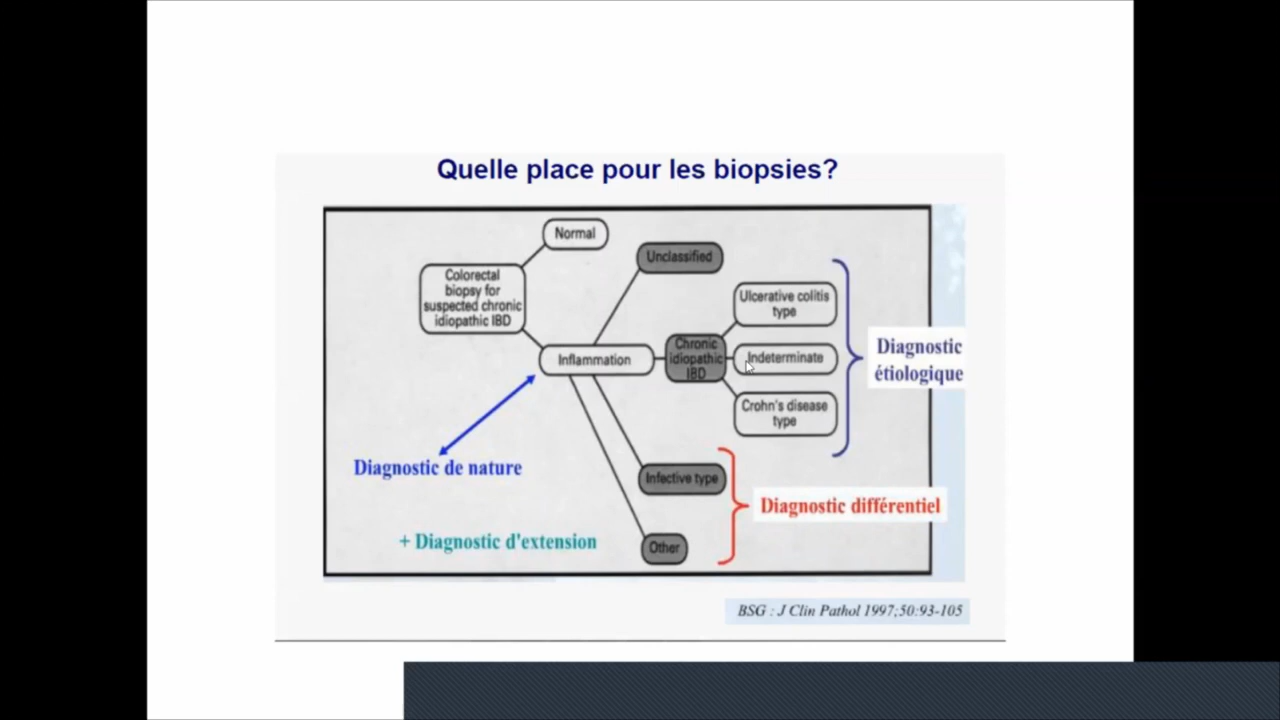 Quelle place pour les biopsies?
Normal
Unclassified
Colorectal
biopsy for
suspected chronic
idiopathic IBD
Ulcerative colitis
type
Inflammation
Chronic
idiopathic
IBD
Indeterminate
Diagnostic
étiologique
Crohn's disease
type
Diagnostic de nature
Infective type
Diagnostic différentiel
+ Diagnostic d'extension
Other
BSG : J Clin Pathol 1997;50:93-105